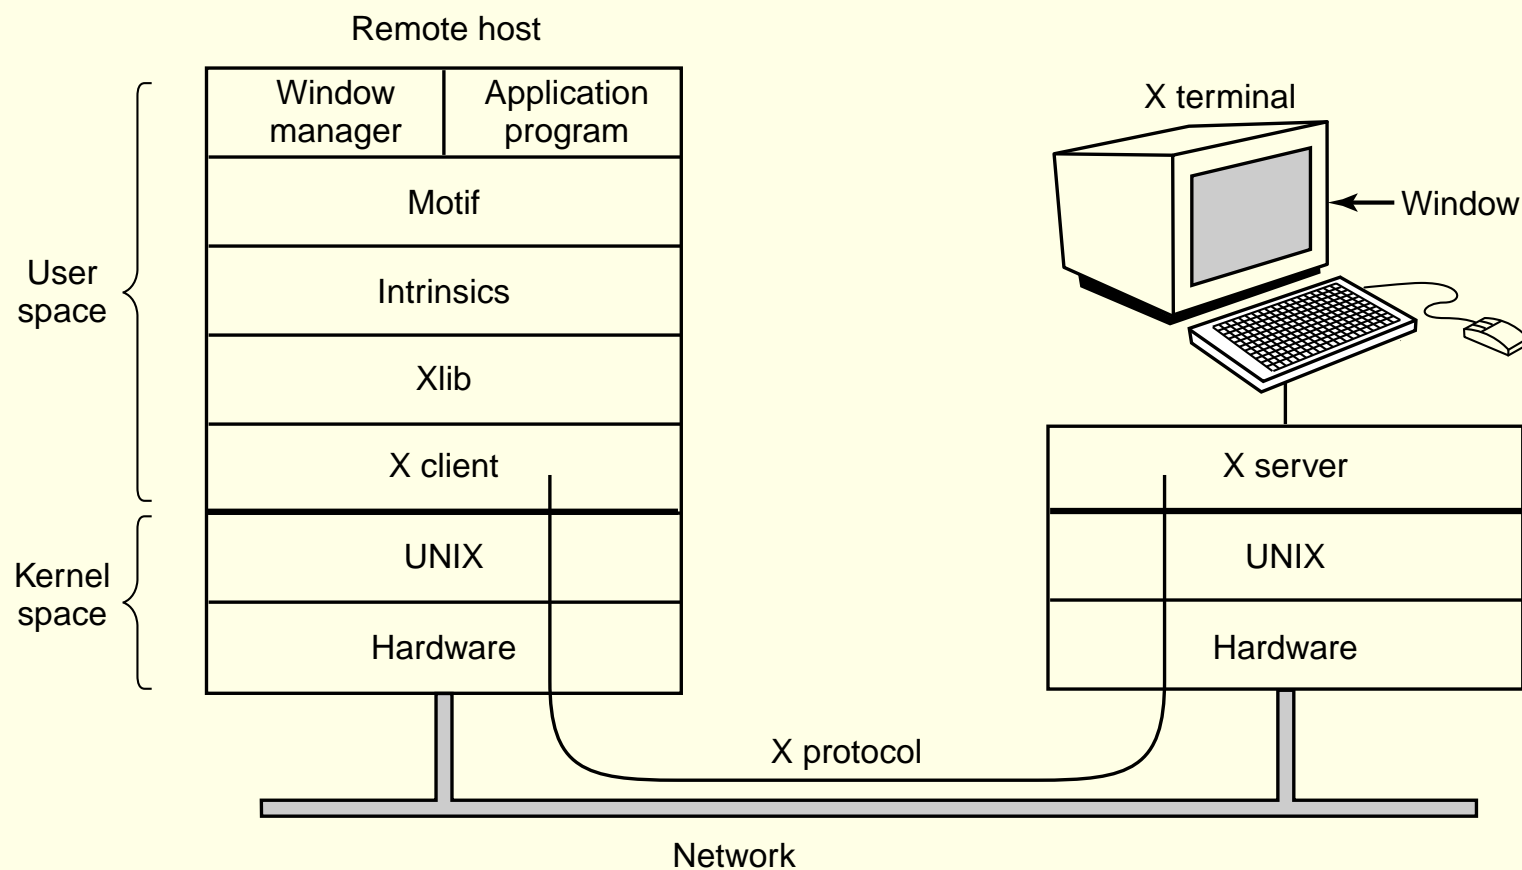 Remote host
Window
manager
Application
program
Motif
Intrinsics
Xlib
X client
UNIX
Hardware
User
space
Kernel
space
X terminal
Window
X server
UNIX
Hardware
X protocol
Network